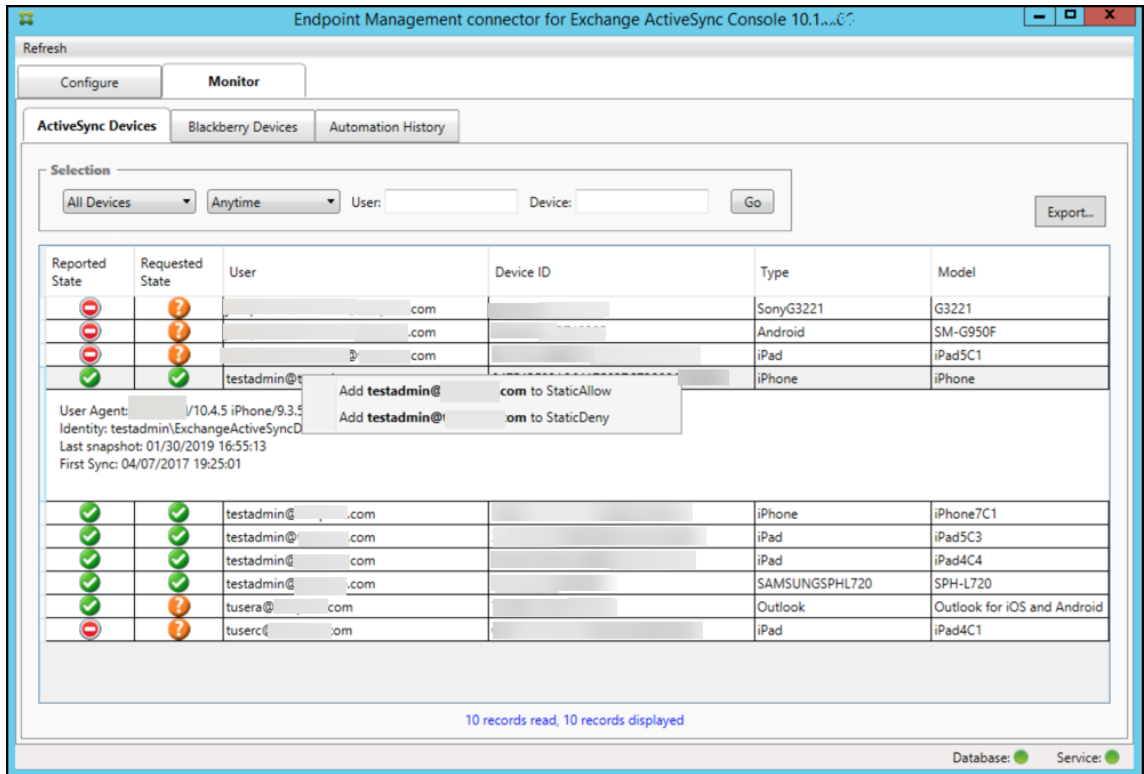 Endpoint Management connector for Exchange ActiveSync Console 10.1
Refresh
Configure Monitor
ActiveSync Devices Blackberry Devices Automation History
Selection
All Devices Anytime User: Device: Go
Export...
Reported State Requested State User Device ID Type Model
.com SonyG3221 G3221
.com Android SM-G950F
com iPad iPad5C1
testadmin@ iPhone iPhone
Add testadmin@ com to StaticAllow
Add testadmin@ om to StaticDeny
User Agent: /10.4.5 iPhone/9.3.5
Identity: testadmin\ExchangeActiveSyncD
Last snapshot: 01/30/2019 16:55:13
First Sync: 04/07/2017 19:25:01
testadmin@ .com iPhone iPhone7C1
testadmin@ .com iPad iPad5C3
testadmin@ com iPad iPad4C4
testadmin@ .com SAMSUNGSPHL720 SPH-L720
tusera@ com Outlook Outlook for iOS and Android
tuserc com iPad iPad4C1
10 records read, 10 records displayed
Database: Service: